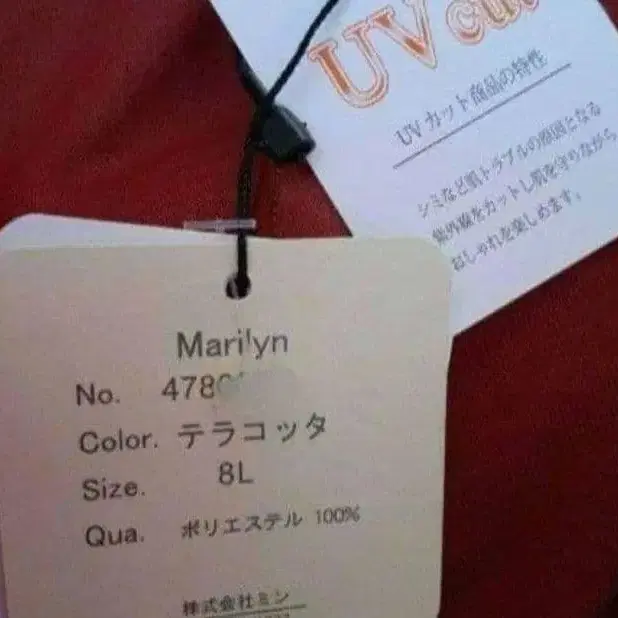 UV cut
UVカット商品の特性
シミなど肌トラブルの原因となる
紫外線をカットし肌を守りながら
おしゃれを楽しめます。
Marilyn
No. 478
Color. テラコッタ
Size. 8L
Qua. ポリエステル 100%
株式会社ミン